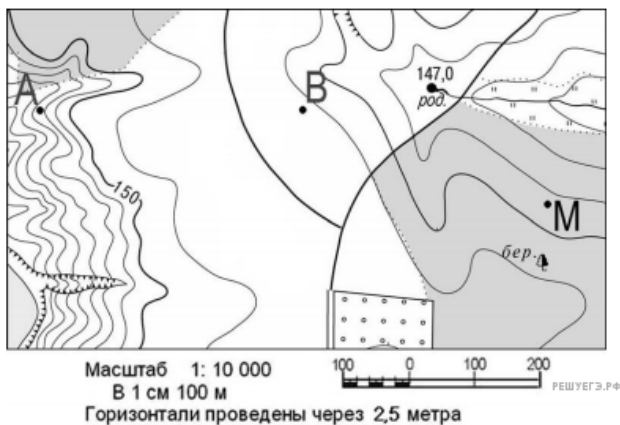 A
B
147,0
род.
150
M
бер.
Масштаб 1: 10 000
В 1 см 100 м
Горизонтали проведены через 2,5 метра
100 0 100 200
РЕШУЕГЭ.РФ